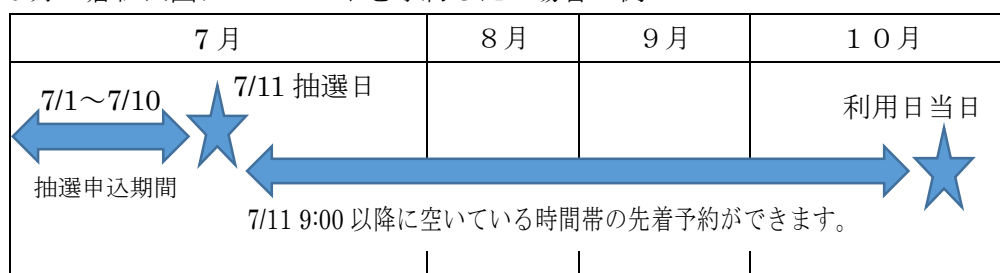 7月 8月 9月 10月
7/11 抽選日
7/1～7/10
利用日当日
抽選申込期間
7/11 9:00 以降に空いている時間帯の先着予約ができます。